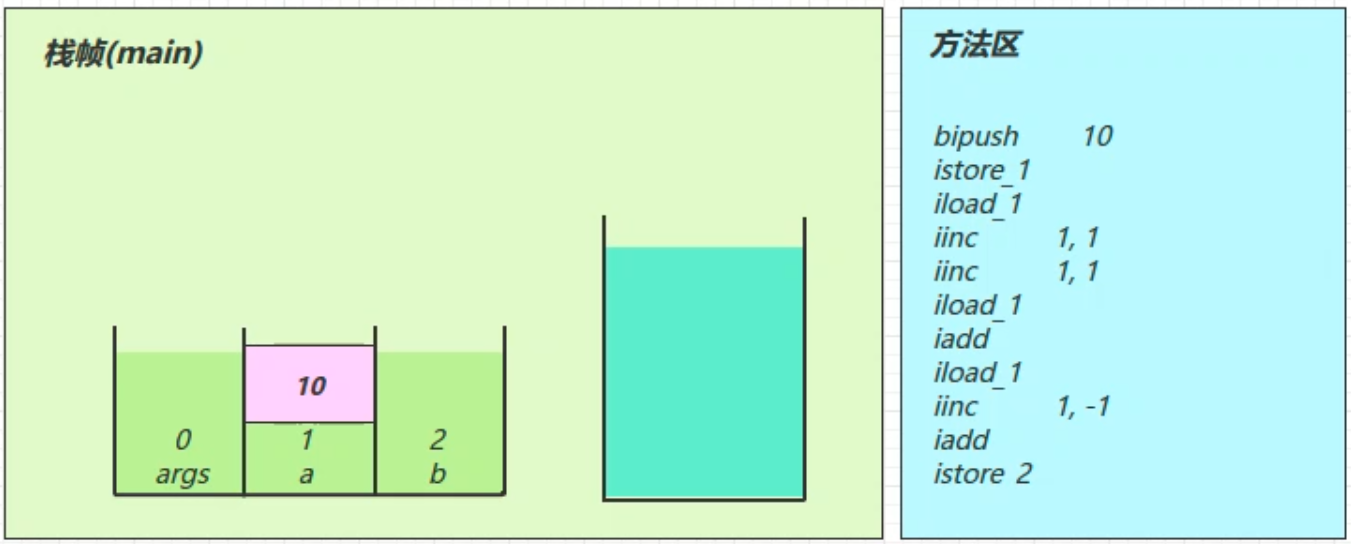 栈帧(main)
10
0 1 2
args a b
方法区
bipush 10
istore_1
iload_1
iinc 1, 1
iinc 1, 1
iload_1
iadd
iload_1
iinc 1, -1
iadd
istore 2